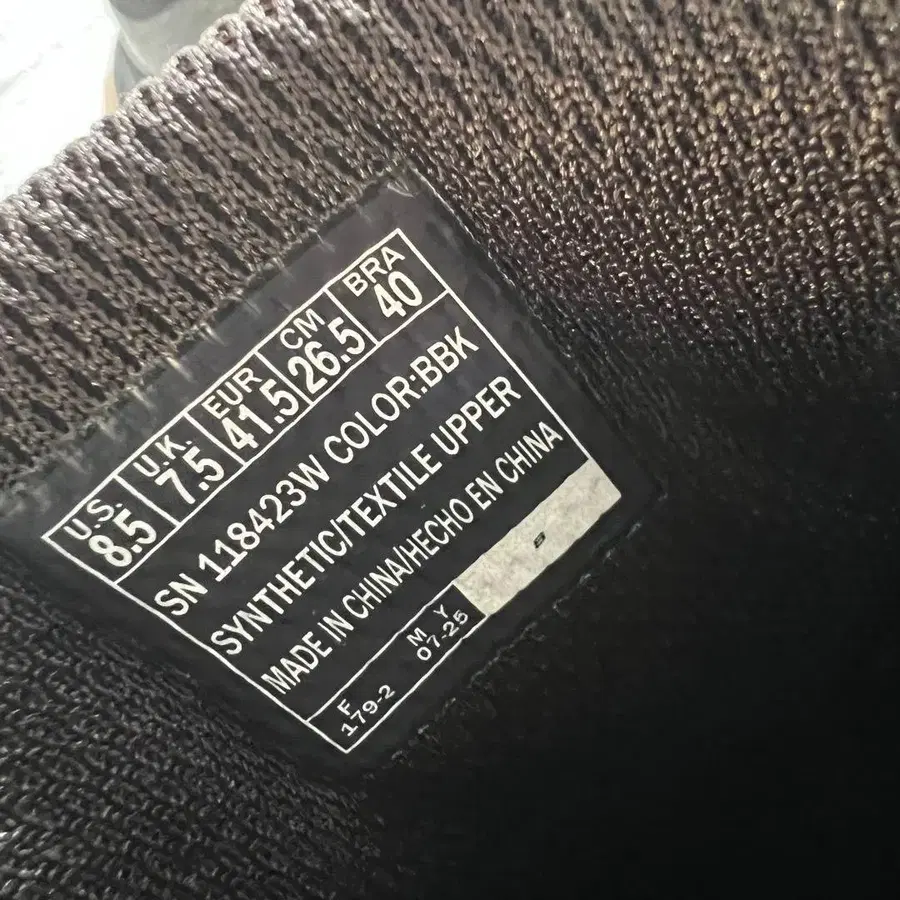 U.S. U.K. EUR CM BRA
8.5 7.5 41.5 26.5 40
SN 118423W COLOR:BBK
SYNTHETIC/TEXTILE UPPER
MADE IN CHINA/HECHO EN CHINA
F M Y
179-2 07-25